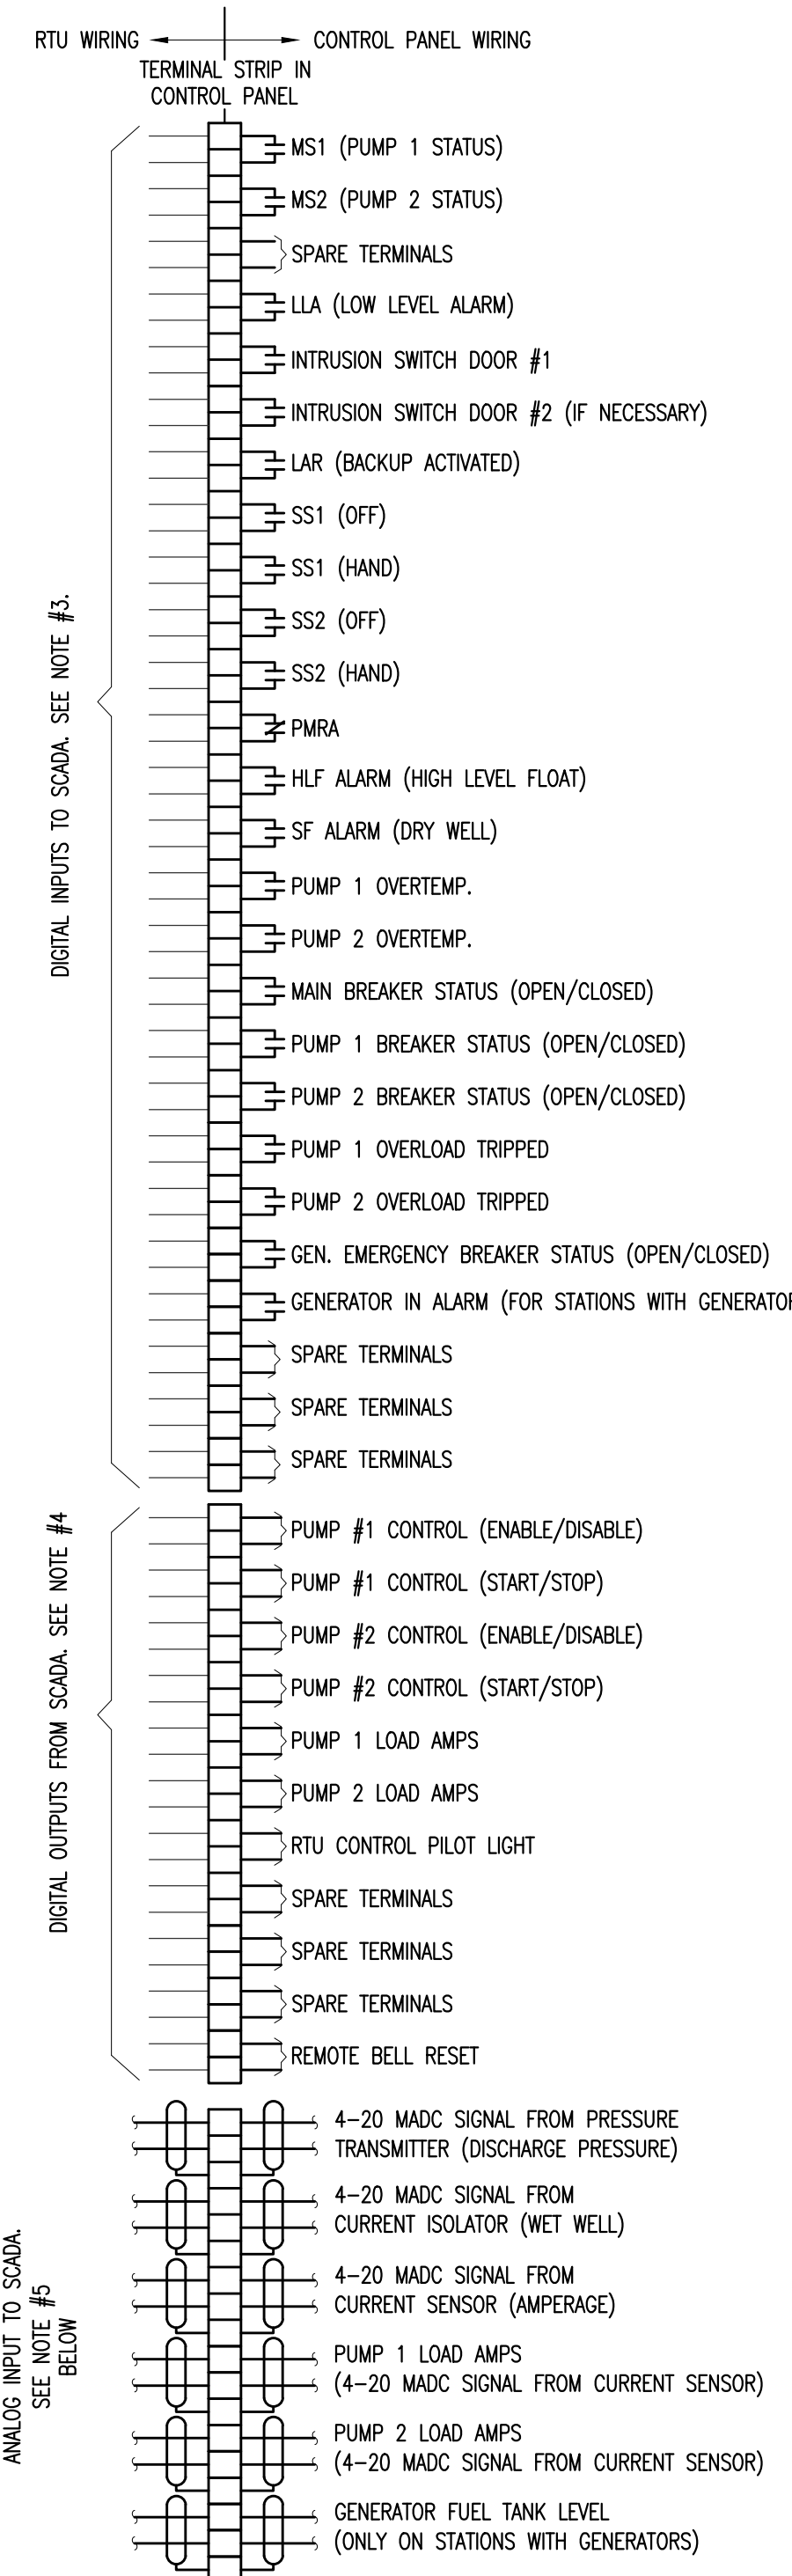 RTU WIRING
CONTROL PANEL WIRING
TERMINAL STRIP IN
CONTROL PANEL
DIGITAL INPUTS TO SCADA. SEE NOTE #3.
MS1 (PUMP 1 STATUS)
MS2 (PUMP 2 STATUS)
SPARE TERMINALS
LLA (LOW LEVEL ALARM)
INTRUSION SWITCH DOOR #1
INTRUSION SWITCH DOOR #2 (IF NECESSARY)
LAR (BACKUP ACTIVATED)
SS1 (OFF)
SS1 (HAND)
SS2 (OFF)
SS2 (HAND)
PMRA
HLF ALARM (HIGH LEVEL FLOAT)
SF ALARM (DRY WELL)
PUMP 1 OVERTEMP.
PUMP 2 OVERTEMP.
MAIN BREAKER STATUS (OPEN/CLOSED)
PUMP 1 BREAKER STATUS (OPEN/CLOSED)
PUMP 2 BREAKER STATUS (OPEN/CLOSED)
PUMP 1 OVERLOAD TRIPPED
PUMP 2 OVERLOAD TRIPPED
GEN. EMERGENCY BREAKER STATUS (OPEN/CLOSED)
GENERATOR IN ALARM (FOR STATIONS WITH GENERATOR
SPARE TERMINALS
SPARE TERMINALS
SPARE TERMINALS
DIGITAL OUTPUTS FROM SCADA. SEE NOTE #4
PUMP #1 CONTROL (ENABLE/DISABLE)
PUMP #1 CONTROL (START/STOP)
PUMP #2 CONTROL (ENABLE/DISABLE)
PUMP #2 CONTROL (START/STOP)
PUMP 1 LOAD AMPS
PUMP 2 LOAD AMPS
RTU CONTROL PILOT LIGHT
SPARE TERMINALS
SPARE TERMINALS
SPARE TERMINALS
REMOTE BELL RESET
ANALOG INPUT TO SCADA.
SEE NOTE #5
BELOW
4-20 MADC SIGNAL FROM PRESSURE
TRANSMITTER (DISCHARGE PRESSURE)
4-20 MADC SIGNAL FROM
CURRENT ISOLATOR (WET WELL)
4-20 MADC SIGNAL FROM
CURRENT SENSOR (AMPERAGE)
PUMP 1 LOAD AMPS
(4-20 MADC SIGNAL FROM CURRENT SENSOR)
PUMP 2 LOAD AMPS
(4-20 MADC SIGNAL FROM CURRENT SENSOR)
GENERATOR FUEL TANK LEVEL
(ONLY ON STATIONS WITH GENERATORS)